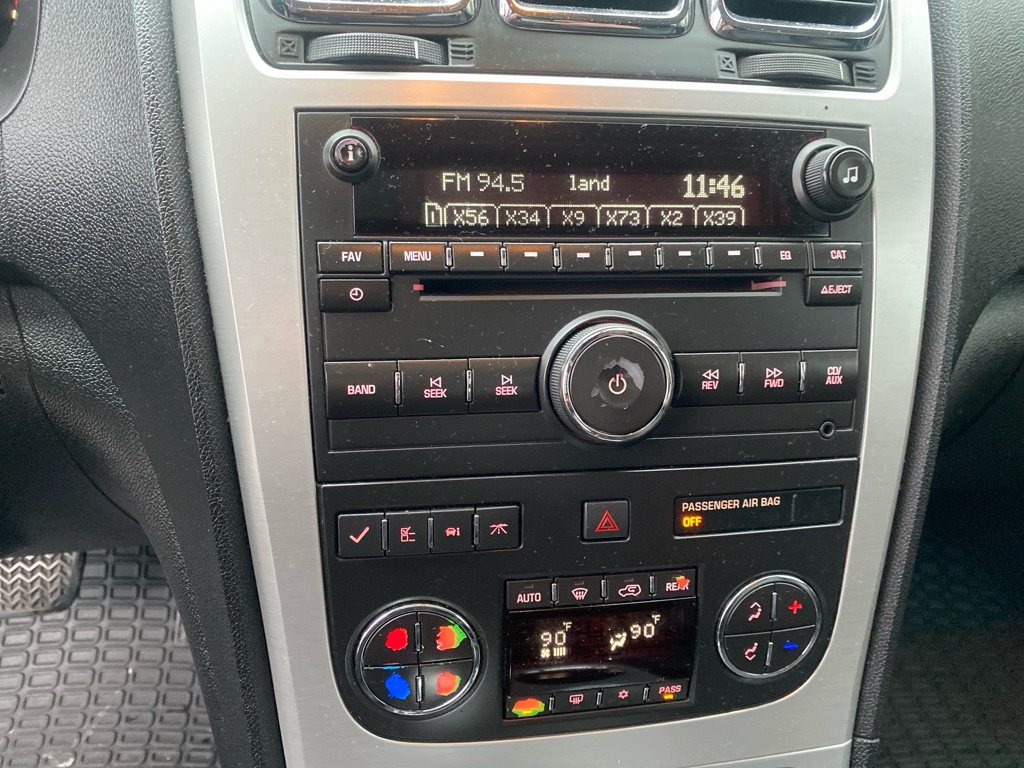 i
FM 94.5 land 11:46
1 X56 X34 X9 X73 X2 X39
FAV MENU EQ CAT
EJECT
BAND SEEK SEEK REV FWD CD/AUX
PASSENGER AIR BAG
OFF
AUTO REAR
90°F 90°F
PASS